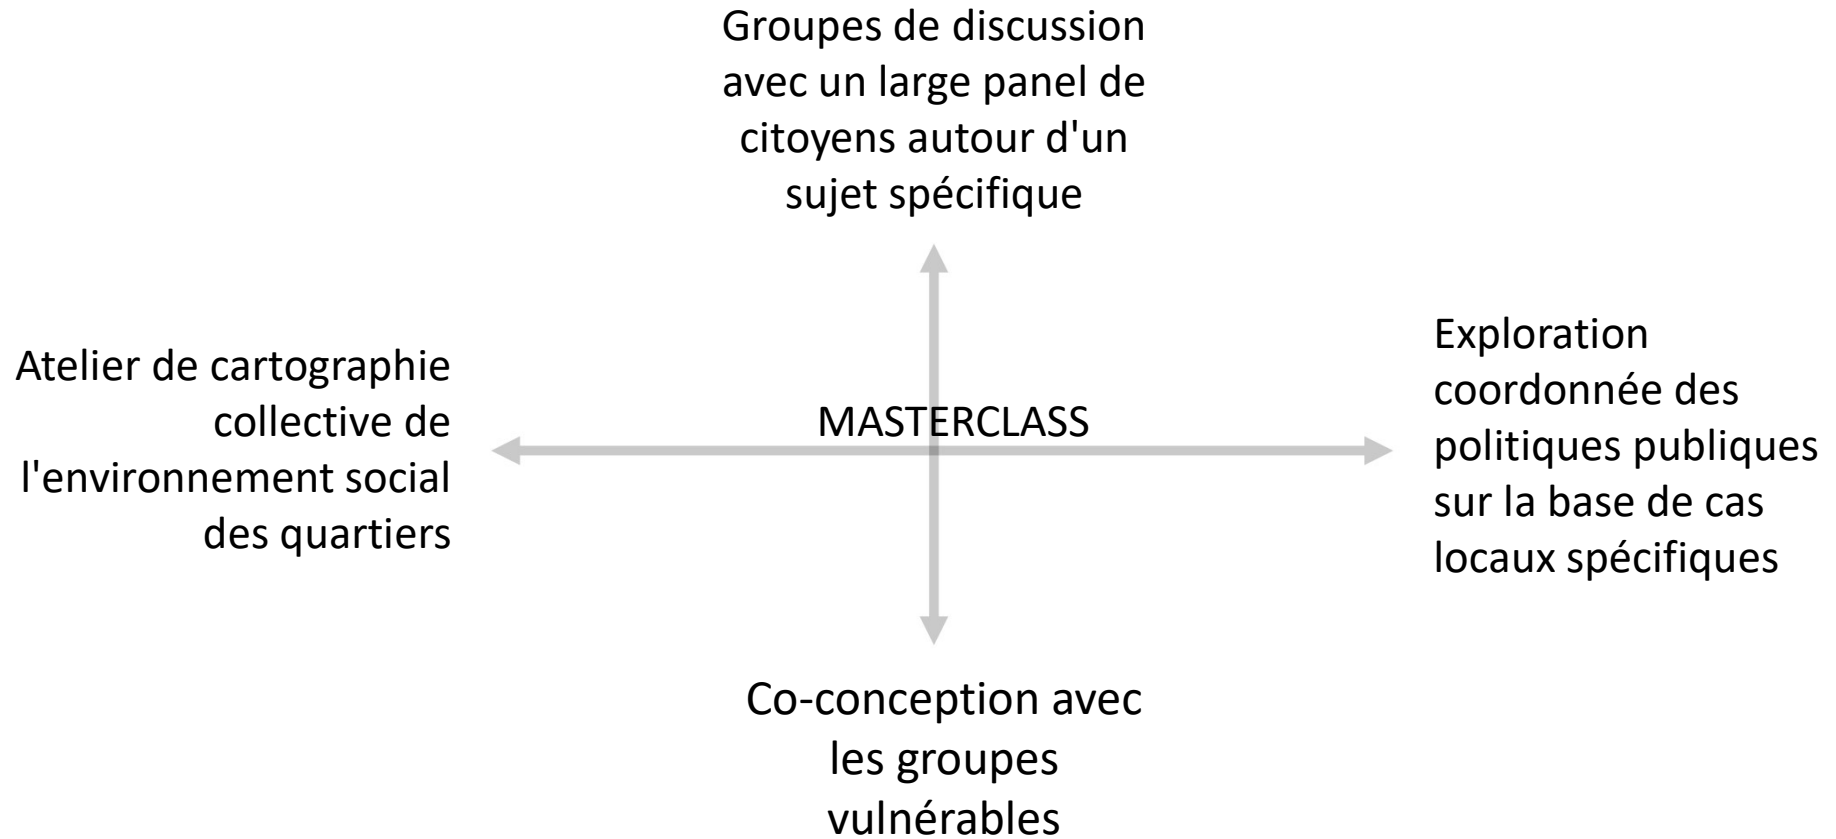 Groupes de discussion
avec un large panel de
citoyens autour d'un
sujet spécifique
Atelier de cartographie
collective de
l'environnement social
des quartiers
MASTERCLASS
Exploration
coordonnée des
politiques publiques
sur la base de cas
locaux spécifiques
Co-conception avec
les groupes
vulnérables